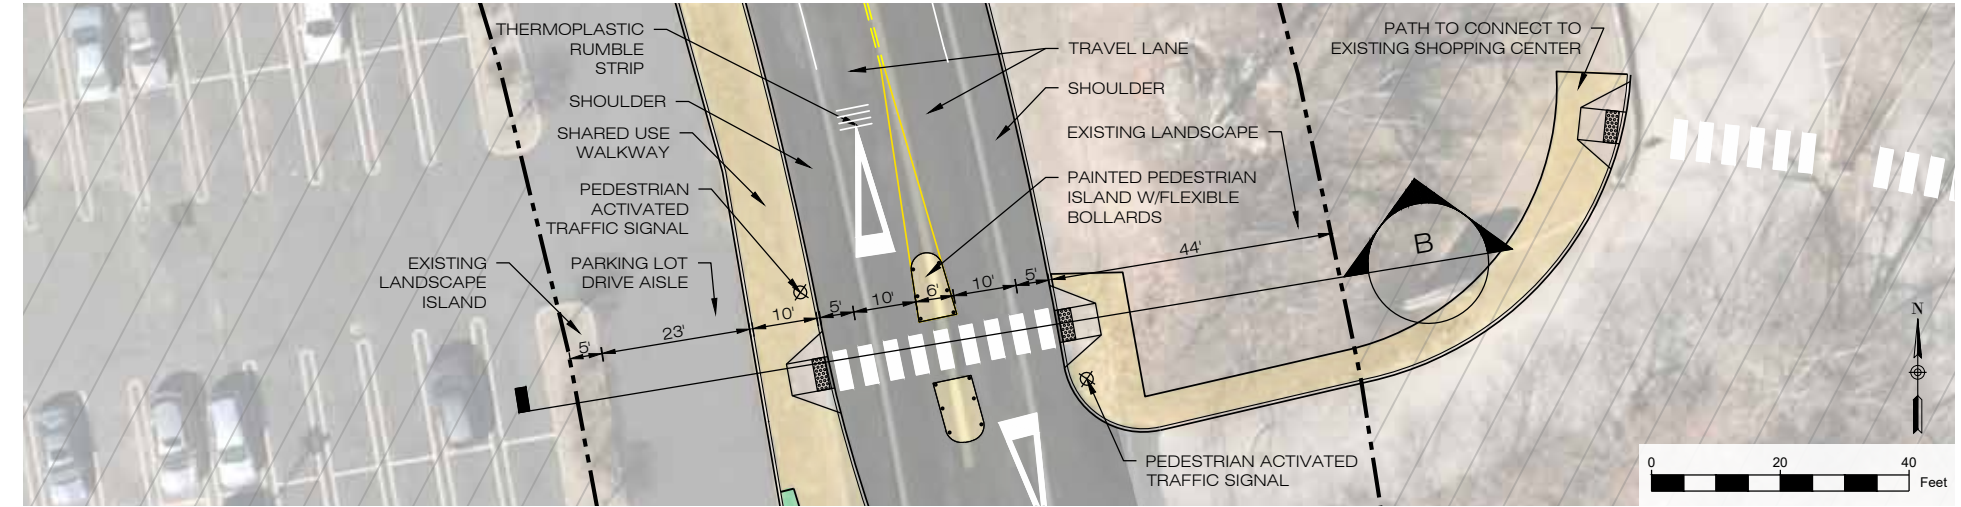 THERMOPLASTIC
RUMBLE
STRIP
SHOULDER
SHARED USE
WALKWAY
PEDESTRIAN
ACTIVATED
TRAFFIC SIGNAL
EXISTING
LANDSCAPE
ISLAND
PARKING LOT
DRIVE AISLE
TRAVEL LANE
SHOULDER
EXISTING LANDSCAPE
PAINTED PEDESTRIAN
ISLAND W/FLEXIBLE
BOLLARDS
PATH TO CONNECT TO
EXISTING SHOPPING CENTER
5'
23'
10'
5'
10'
6'
10'
5'
44'
B
PEDESTRIAN ACTIVATED
TRAFFIC SIGNAL
N
0 20 40
Feet